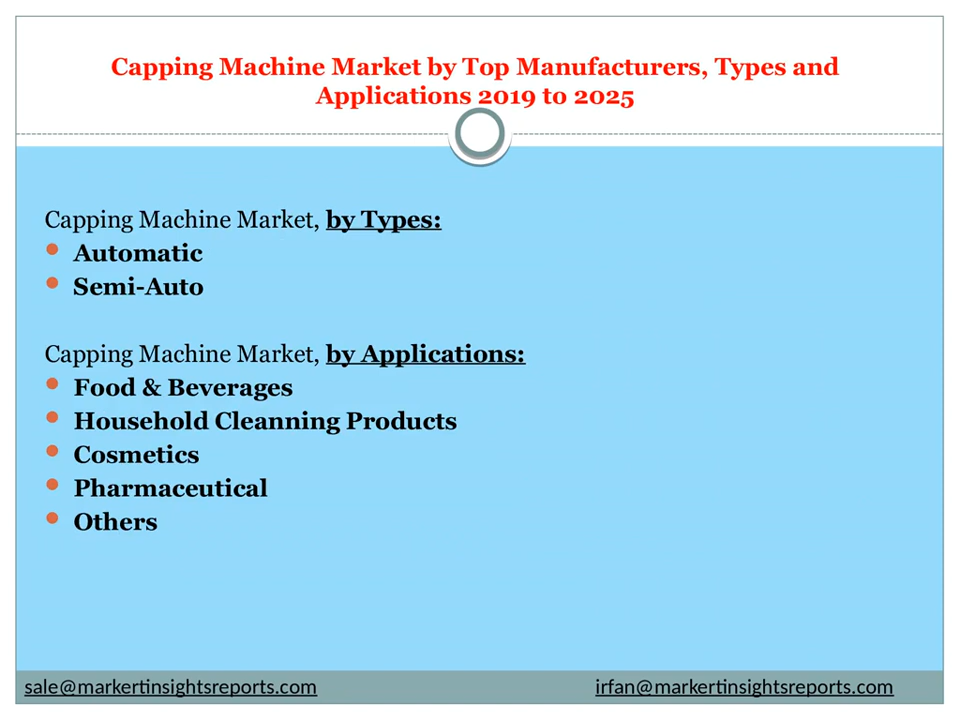 Capping Machine Market by Top Manufacturers, Types and
Applications 2019 to 2025
Capping Machine Market, by Types:
Automatic
Semi-Auto
Capping Machine Market, by Applications:
Food & Beverages
Household Cleanning Products
Cosmetics
Pharmaceutical
Others
sale@markertinsightsreports.com
irfan@markertinsightsreports.com